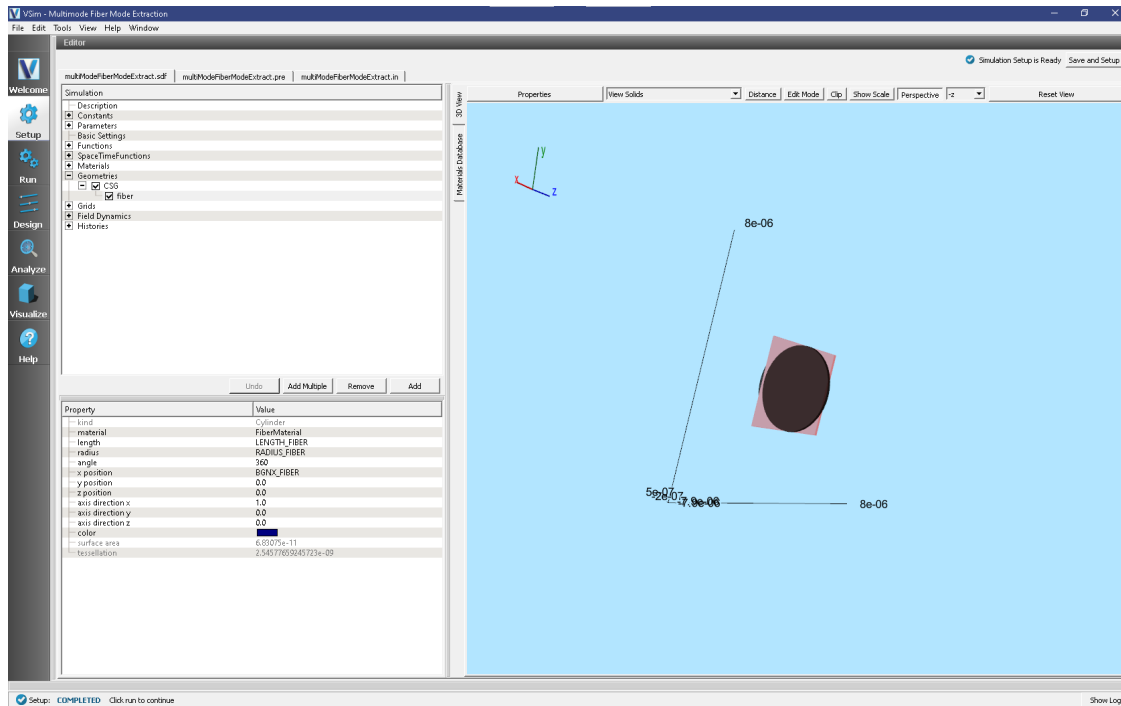 VSim - Multimode Fiber Mode Extraction
File Edit Tools View Help Window
Editor
Simulation Setup is Ready Save and Setup
multiModeFiberModeExtract.sdf multiModeFiberModeExtract.pre multiModeFiberModeExtract.in
Welcome
Setup
Run
Design
Analyze
Visualize
Help
Simulation
Description
Constants
Parameters
Basic Settings
Functions
SpaceTimeFunctions
Materials
Geometries
CSG
fiber
Grids
Field Dynamics
Histories
Undo Add Multiple Remove Add
Property Value
kind Cylinder
material FiberMaterial
length LENGTH_FIBER
radius RADIUS_FIBER
angle 360
x position BGNX_FIBER
y position 0.0
z position 0.0
axis direction x 1.0
axis direction y 0.0
axis direction z 0.0
color
surface area 6.83075e-11
tessellation 2.54577659245723e-09
3D View
Materials Database
Properties View Solids Distance Edit Mode Clip Show Scale Perspective -z Reset View
y
x
z
8e-06
5e-07
-2e-07
8e-06
Setup: COMPLETED Click run to continue
Show Log